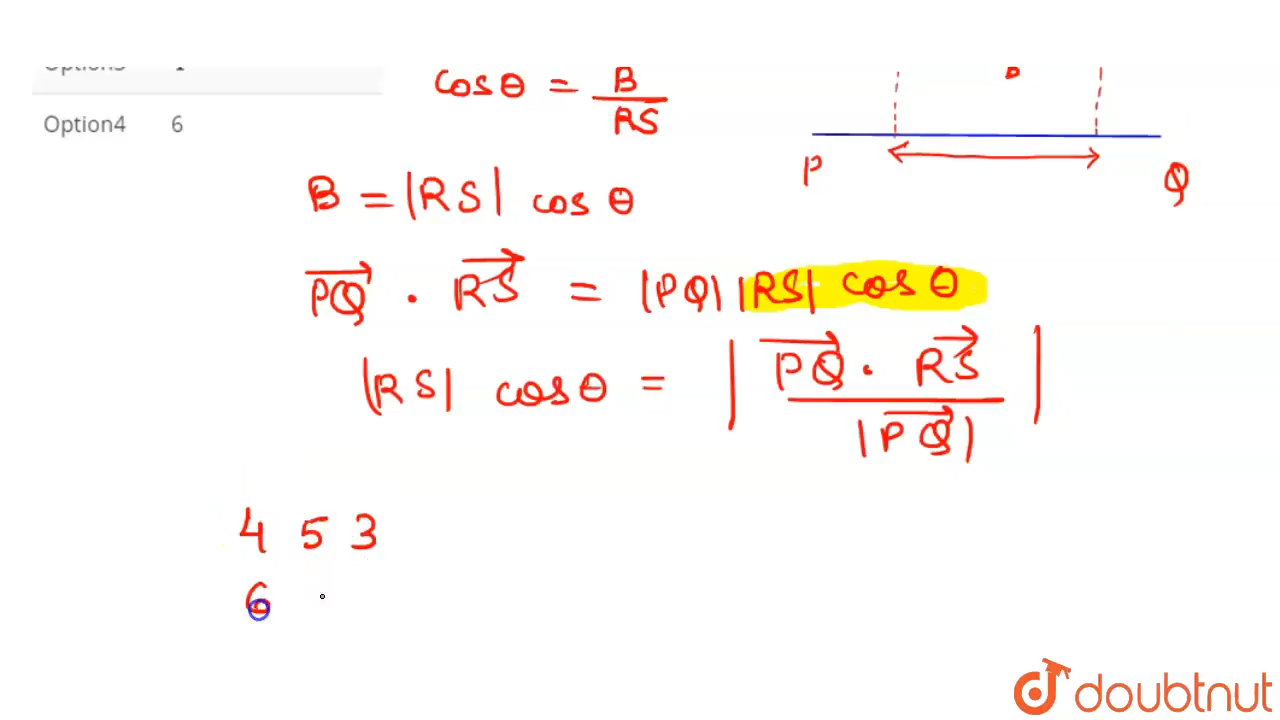 cos θ = B / RS
Option4 6
P Q
B = |RS| cos θ
PQ⃗ · RS⃗ = |PQ| |RS| cos θ
|RS| cos θ = | PQ⃗ · RS⃗ / |PQ⃗| |
4 5 3
6
doubtnut